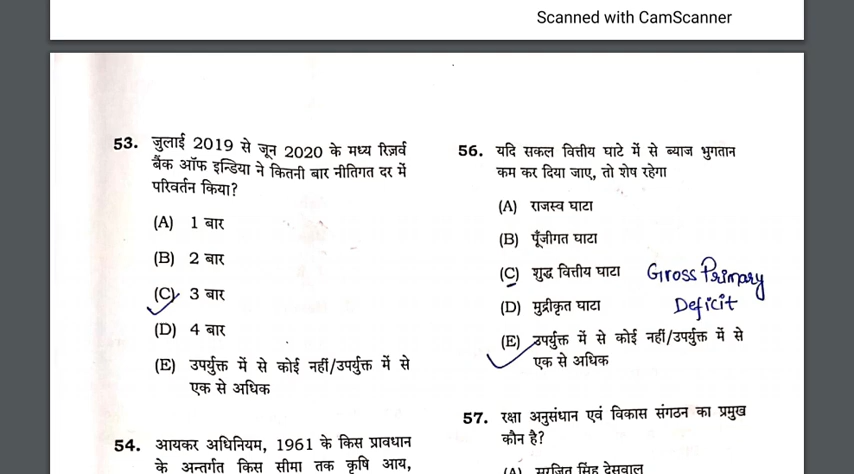 Scanned with CamScanner
53. जुलाई 2019 से जून 2020 के मध्य रिज़र्व
बैंक ऑफ इन्डिया ने कितनी बार नीतिगत दर में
परिवर्तन किया?
(A) 1 बार
(B) 2 बार
(C) 3 बार
(D) 4 बार
(E) उपर्युक्त में से कोई नहीं/उपर्युक्त में से
एक से अधिक
54. आयकर अधिनियम, 1961 के किस प्रावधान
के अन्तर्गत किस सीमा तक कृषि आय,
56. यदि सकल वित्तीय घाटे में से ब्याज भुगतान
कम कर दिया जाए, तो शेष रहेगा
(A) राजस्व घाटा
(B) पूँजीगत घाटा
(C) शुद्ध वित्तीय घाटा Gross Primary
(D) मुद्रीकृत घाटा Deficit
(E) उपर्युक्त में से कोई नहीं/उपर्युक्त में से
एक से अधिक
57. रक्षा अनुसंधान एवं विकास संगठन का प्रमुख
कौन है?
(A) सुरजित सिंह देसवाल